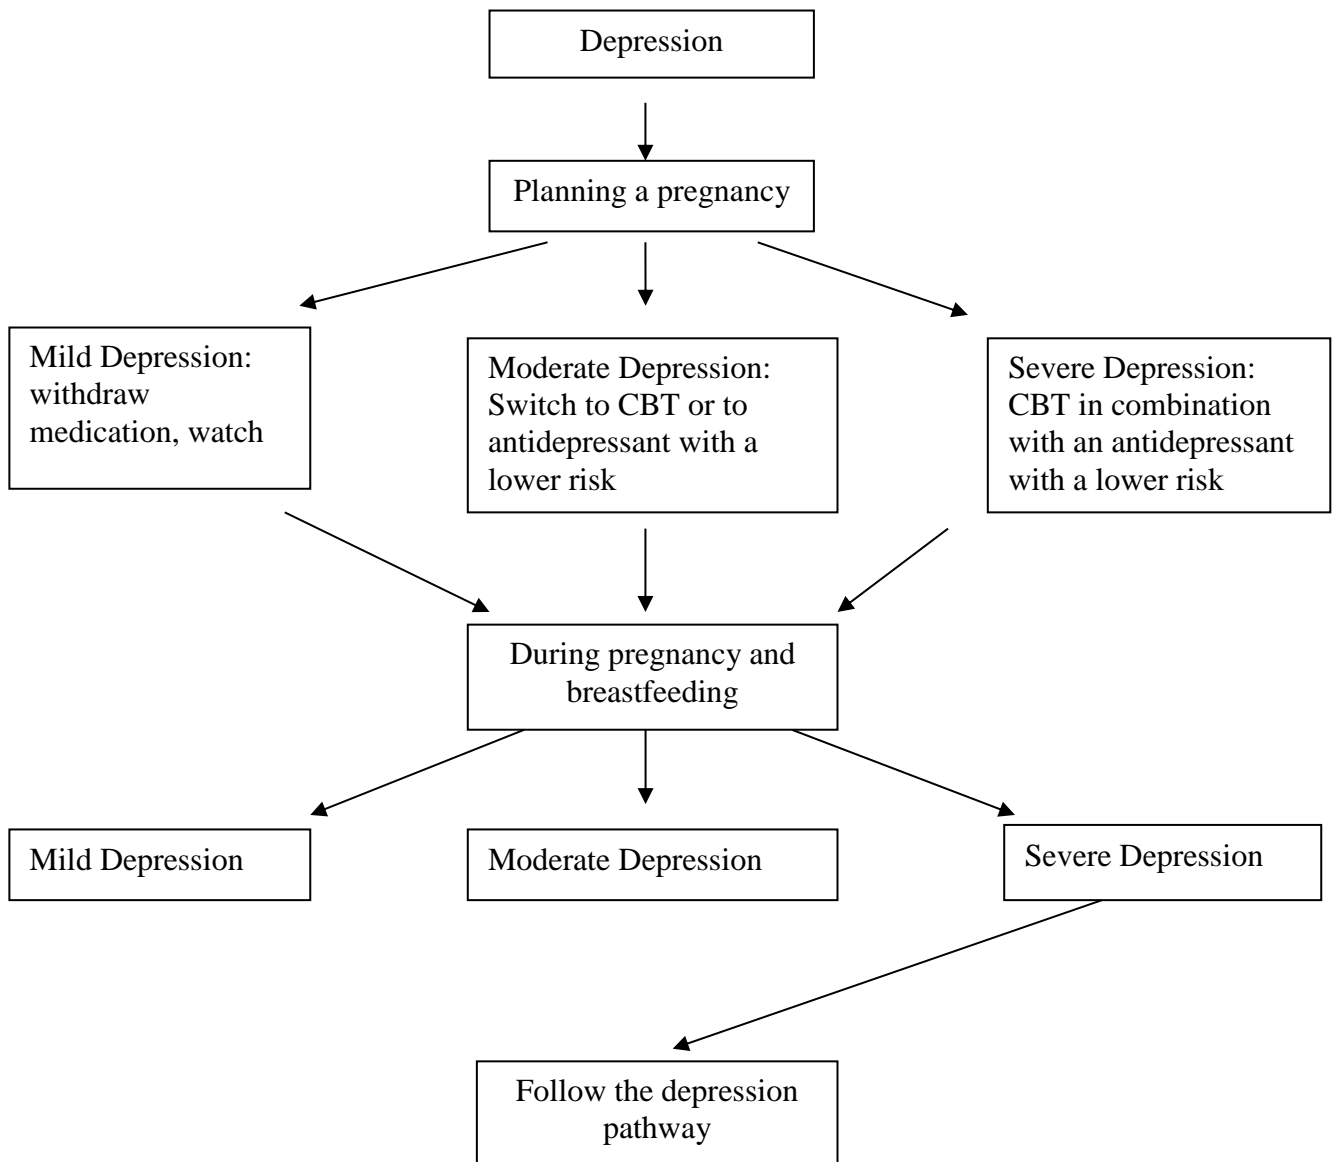 Depression
Planning a pregnancy
Mild Depression:
withdraw
medication, watch
Moderate Depression:
Switch to CBT or to
antidepressant with a
lower risk
Severe Depression:
CBT in combination
with an antidepressant
with a lower risk
During pregnancy and
breastfeeding
Mild Depression
Moderate Depression
Severe Depression
Follow the depression
pathway